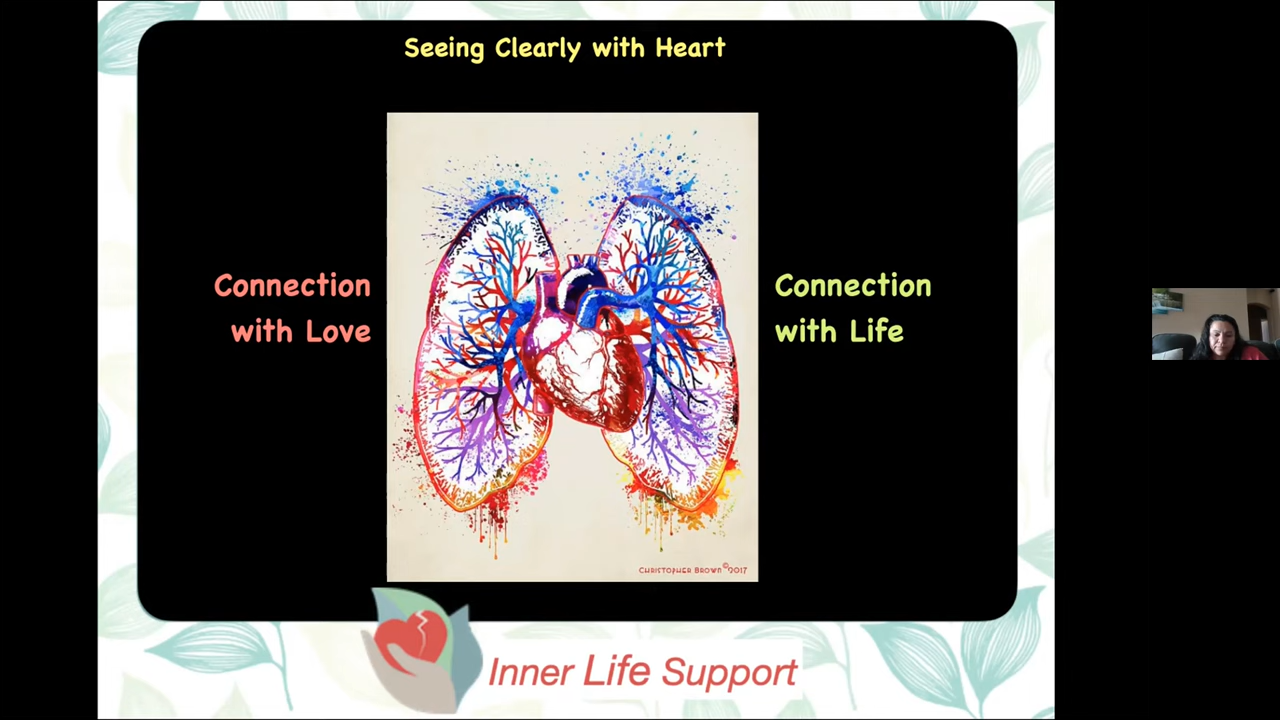 Seeing Clearly with Heart
Connection
with Love
Connection
with Life
CHRISTOPHER BROWN ©2017
Inner Life Support